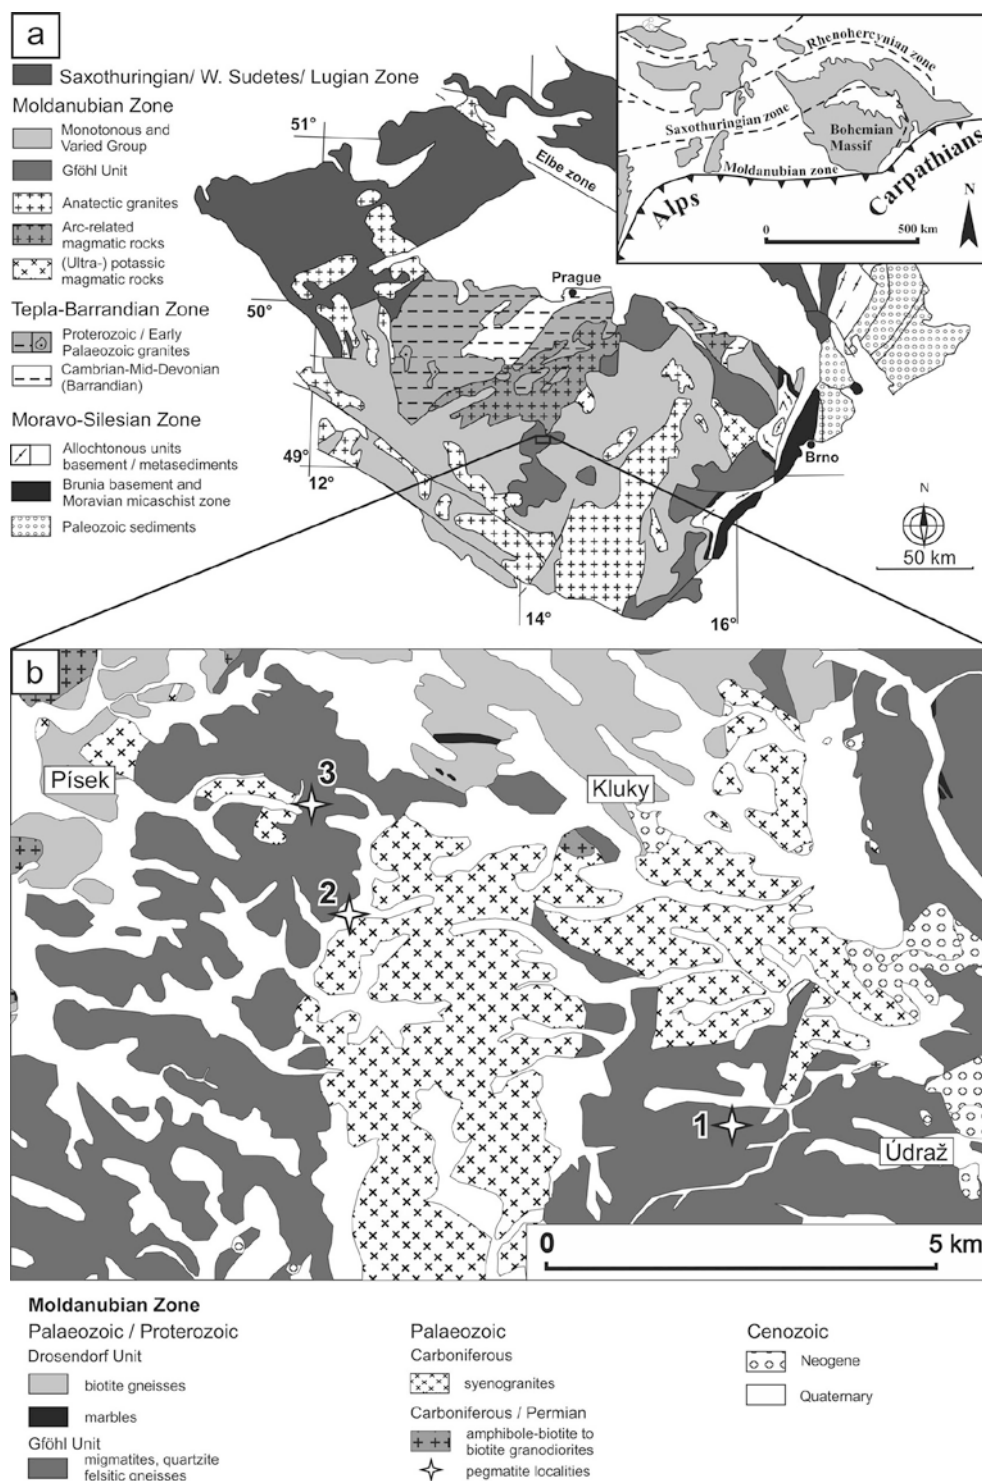 a
Saxothuringian/ W. Sudetes/ Lugian Zone
Moldanubian Zone
Monotonous and
Varied Group
Gföhl Unit
Anatectic granites
Arc-related
magmatic rocks
(Ultra-) potassic
magmatic rocks
Tepla-Barrandian Zone
Proterozoic / Early
Palaeozoic granites
Cambrian-Mid-Devonian
(Barrandian)
Moravo-Silesian Zone
Allochtonous units
basement / metasediments
Brunia basement and
Moravian micaschist zone
Paleozoic sediments
51°
50°
49°
12°
14°
16°
Elbe zone
Prague
Brno
N
50 km
Rhenohercynian zone
Saxothuringian zone
Bohemian
Massif
Moldanubian zone
Alps
Carpathians
N
0
500 km
b
Písek
3
Kluky
2
1
Údraž
0
5 km
Moldanubian Zone
Palaeozoic / Proterozoic
Drosendorf Unit
biotite gneisses
marbles
Gföhl Unit
migmatites, quartzite
felsitic gneisses
Palaeozoic
Carboniferous
syenogranites
Carboniferous / Permian
amphibole-biotite to
biotite granodiorites
pegmatite localities
Cenozoic
Neogene
Quaternary